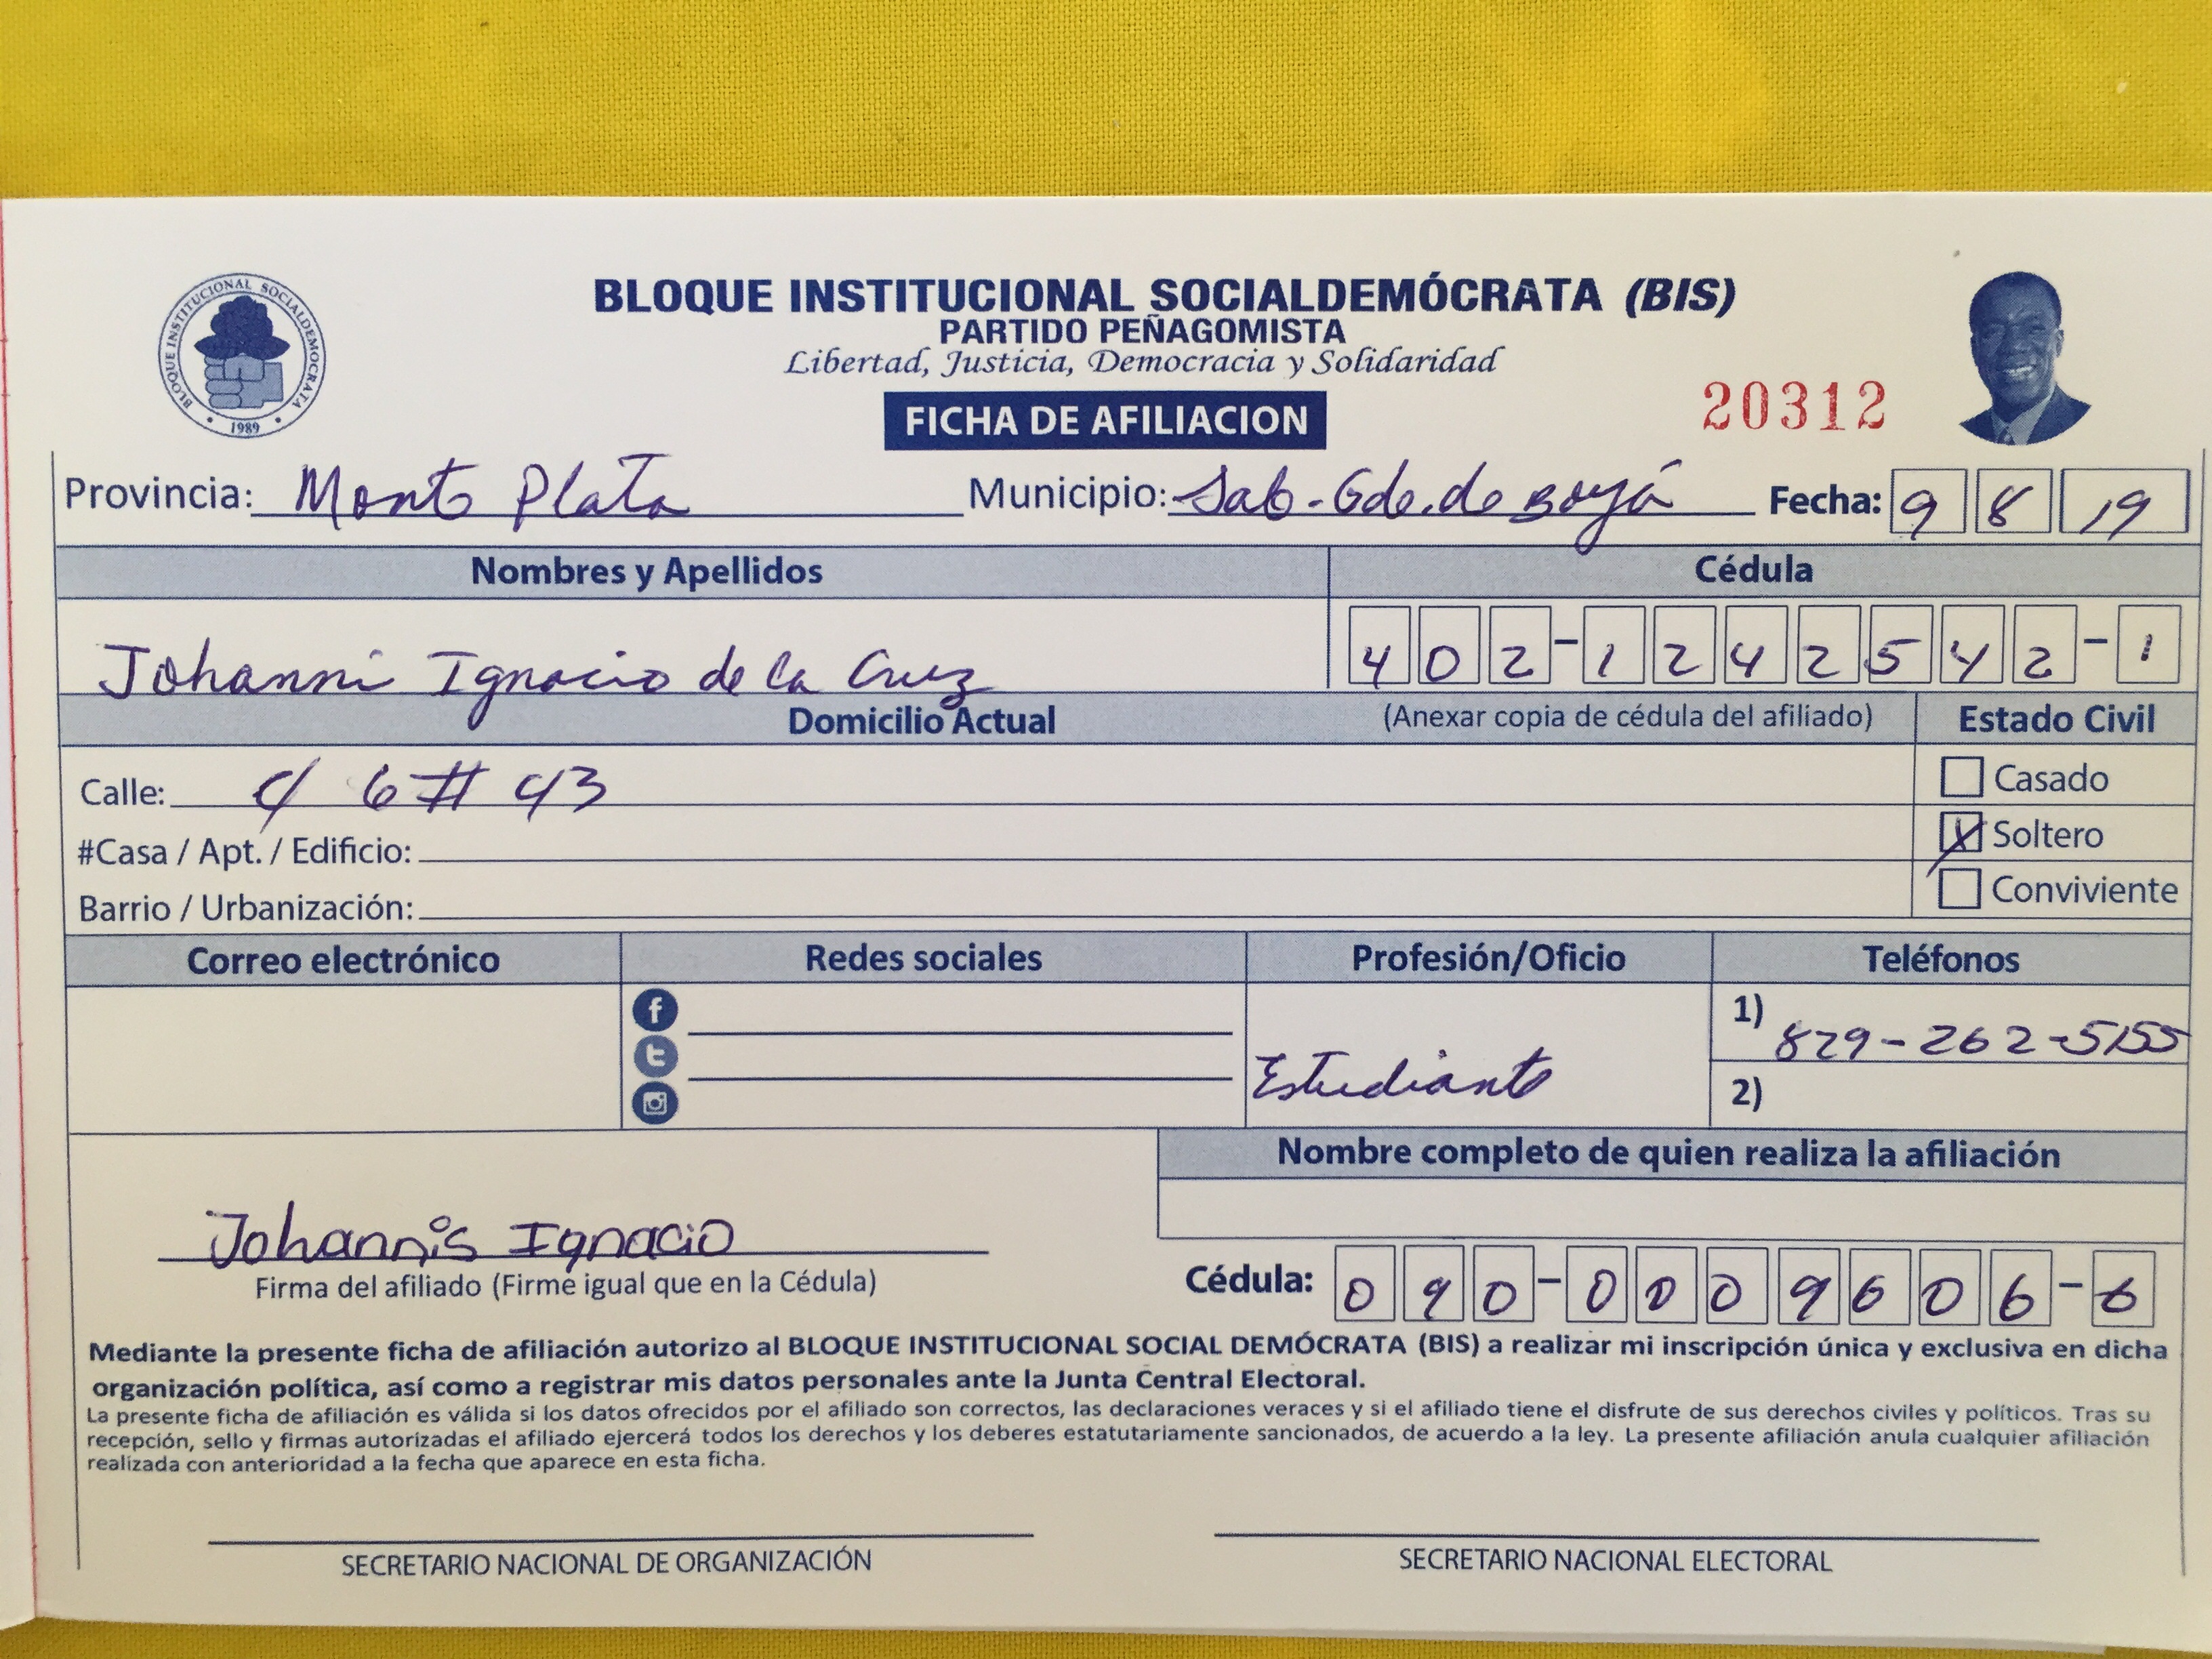 BLOQUE INSTITUCIONAL SOCIALDEMOCRATA
1989
BLOQUE INSTITUCIONAL SOCIALDEMÓCRATA (BIS)
PARTIDO PEÑAGOMISTA
Libertad, Justicia, Democracia y Solidaridad
FICHA DE AFILIACION
20312
Provincia: Monte Plata Municipio: Sab-Gde. de Boyá Fecha: 9 8 19
Nombres y Apellidos Cédula
Johanni Ignacio de la Cruz 402-1242542-1
Domicilio Actual (Anexar copia de cédula del afiliado) Estado Civil
Calle: C/ 6 # 43 Casado
#Casa / Apt. / Edificio: X Soltero
Barrio / Urbanización: Conviviente
Correo electrónico Redes sociales Profesión/Oficio Teléfonos
Estudiante 1) 829-262-5155
2)
Nombre completo de quien realiza la afiliación
Johannis Ignacio
Firma del afiliado (Firme igual que en la Cédula) Cédula: 090-0009606-6
Mediante la presente ficha de afiliación autorizo al BLOQUE INSTITUCIONAL SOCIAL DEMÓCRATA (BIS) a realizar mi inscripción única y exclusiva en dicha
organización política, así como a registrar mis datos personales ante la Junta Central Electoral.
La presente ficha de afiliación es válida si los datos ofrecidos por el afiliado son correctos, las declaraciones veraces y si el afiliado tiene el disfrute de sus derechos civiles y políticos. Tras su
recepción, sello y firmas autorizadas el afiliado ejercerá todos los derechos y los deberes estatutariamente sancionados, de acuerdo a la ley. La presente afiliación anula cualquier afiliación
realizada con anterioridad a la fecha que aparece en esta ficha.
SECRETARIO NACIONAL DE ORGANIZACIÓN SECRETARIO NACIONAL ELECTORAL